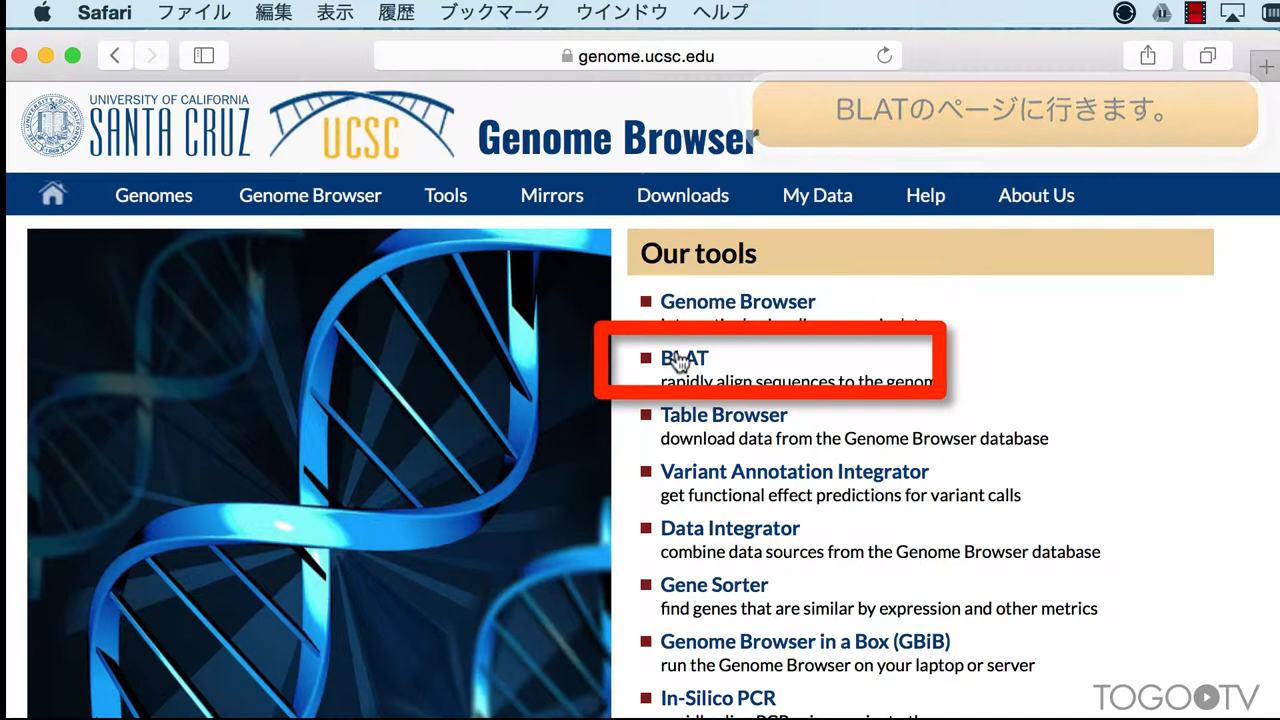 Safari ファイル 編集 表示 履歴 ブックマーク ウインドウ ヘルプ
genome.ucsc.edu
BLATのページに行きます。
UNIVERSITY OF CALIFORNIA
SANTA CRUZ
UCSC
Genome Browser
Genomes Genome Browser Tools Mirrors Downloads My Data Help About Us
Our tools
Genome Browser
BLAT
rapidly align sequences to the genom
Table Browser
download data from the Genome Browser database
Variant Annotation Integrator
get functional effect predictions for variant calls
Data Integrator
combine data sources from the Genome Browser database
Gene Sorter
find genes that are similar by expression and other metrics
Genome Browser in a Box (GBiB)
run the Genome Browser on your laptop or server
In-Silico PCR
TOGO TV